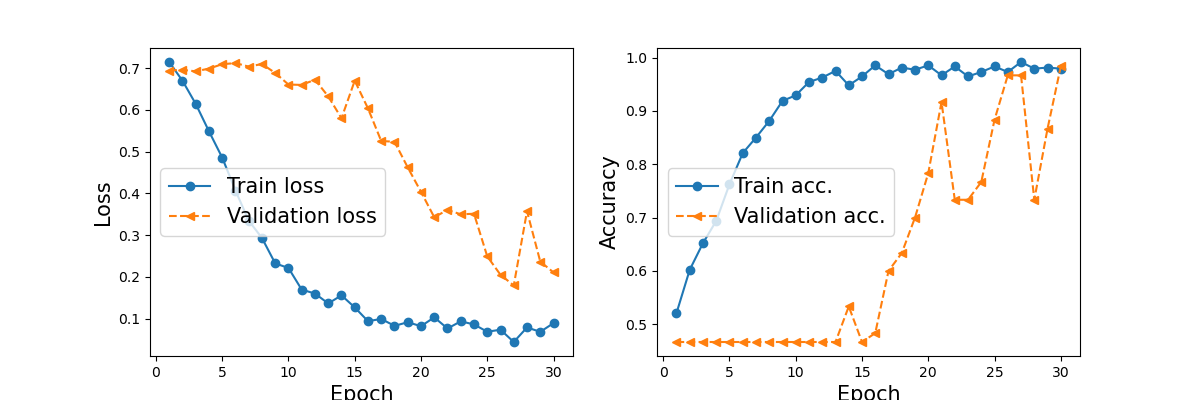 0.7
0.6
0.5
0.4
0.3
0.2
0.1
Loss
Train loss
Validation loss
0 5 10 15 20 25 30
Epoch
1.0
0.9
0.8
0.7
0.6
0.5
Accuracy
Train acc.
Validation acc.
0 5 10 15 20 25 30
Epoch